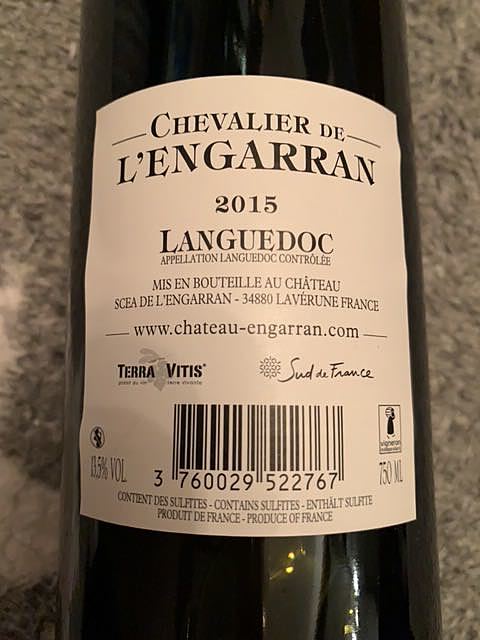 CHEVALIER DE
L'ENGARRAN
2015
LANGUEDOC
APPELLATION LANGUEDOC CONTRÔLÉE
MIS EN BOUTEILLE AU CHÂTEAU
SCEA DE L'ENGARRAN - 34880 LAVÉRUNE FRANCE
www.chateau-engarran.com
TERRA VITIS®
Sud de France
13,5% VOL.
750 ML
3 760029 522767
CONTIENT DES SULFITES - CONTAINS SULFITES - ENTHÄLT SULFITE
PRODUIT DE FRANCE - PRODUCE OF FRANCE